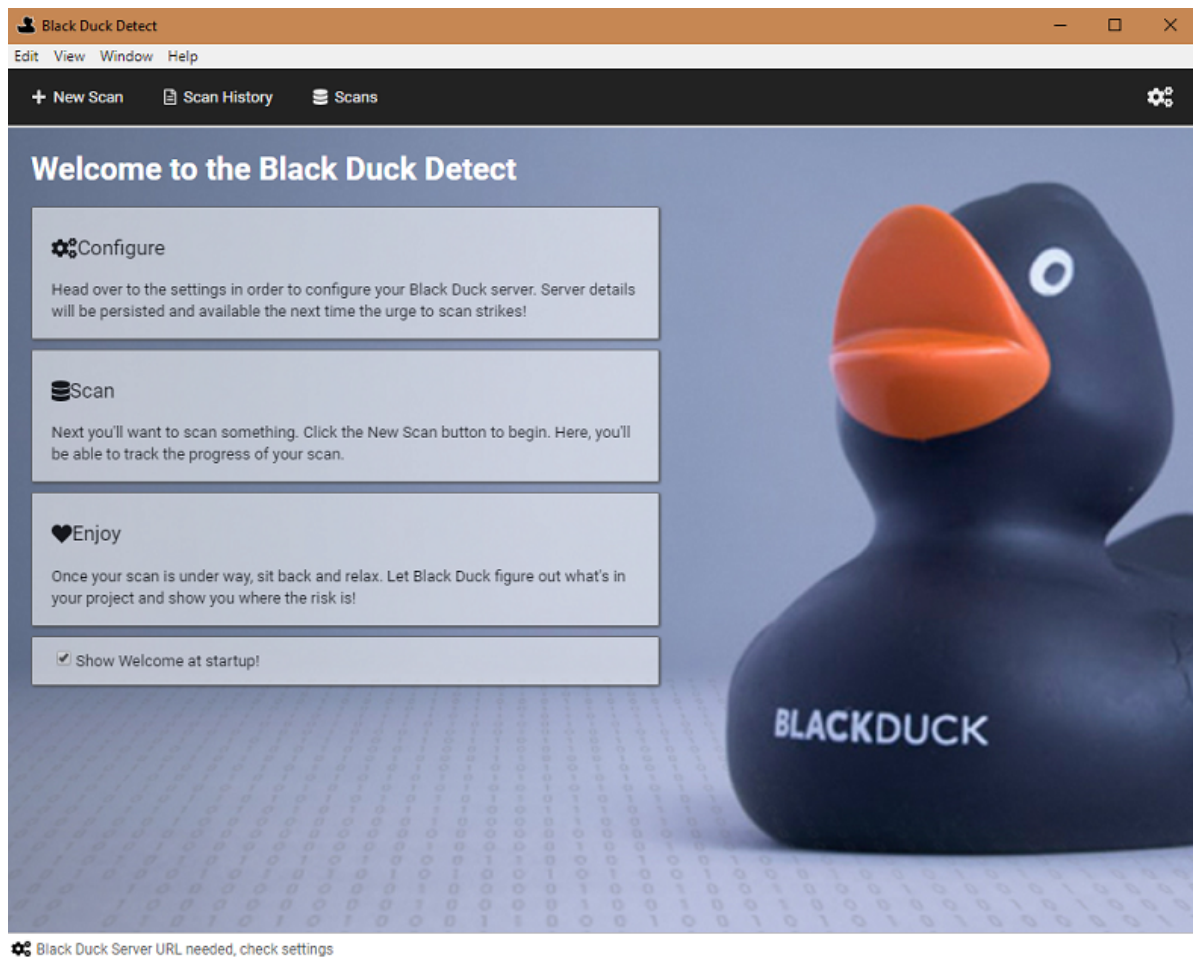 Black Duck Detect
Edit View Window Help
New Scan Scan History Scans
Welcome to the Black Duck Detect
Configure
Head over to the settings in order to configure your Black Duck server. Server details
will be persisted and available the next time the urge to scan strikes!
Scan
Next you'll want to scan something. Click the New Scan button to begin. Here, you'll
be able to track the progress of your scan.
Enjoy
Once your scan is under way, sit back and relax. Let Black Duck figure out what's in
your project and show you where the risk is!
Show Welcome at startup!
BLACKDUCK
Black Duck Server URL needed, check settings